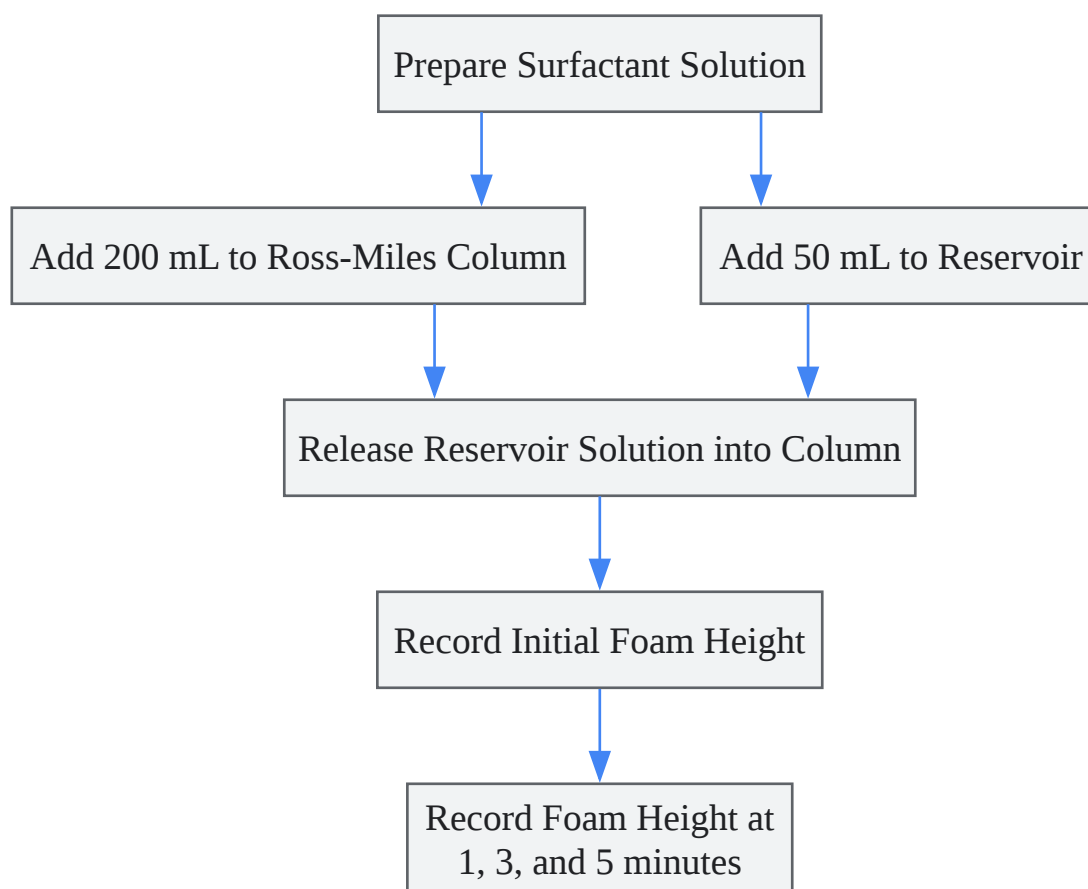 Prepare Surfactant Solution
Add 200 mL to Ross-Miles Column
Add 50 mL to Reservoir
Release Reservoir Solution into Column
Record Initial Foam Height
Record Foam Height at
1, 3, and 5 minutes